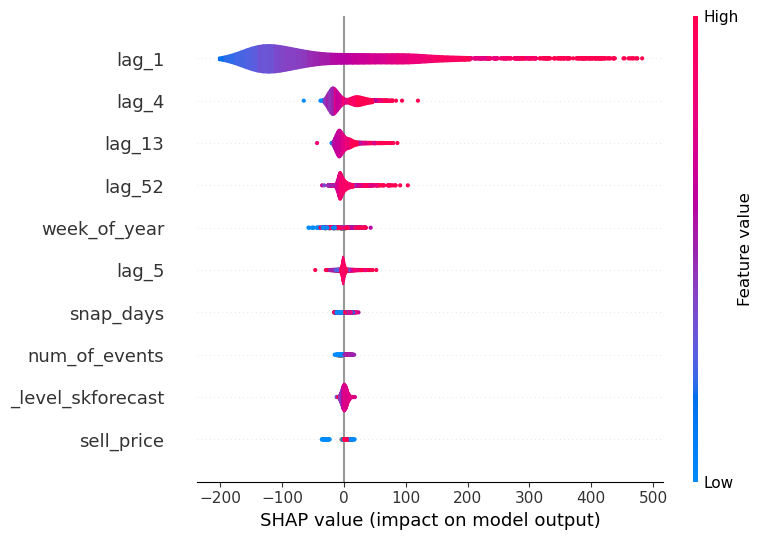 High
lag_1
lag_4
lag_13
lag_52
week_of_year
lag_5
snap_days
num_of_events
_level_skforecast
sell_price
Feature value
Low
−200 −100 0 100 200 300 400 500
SHAP value (impact on model output)